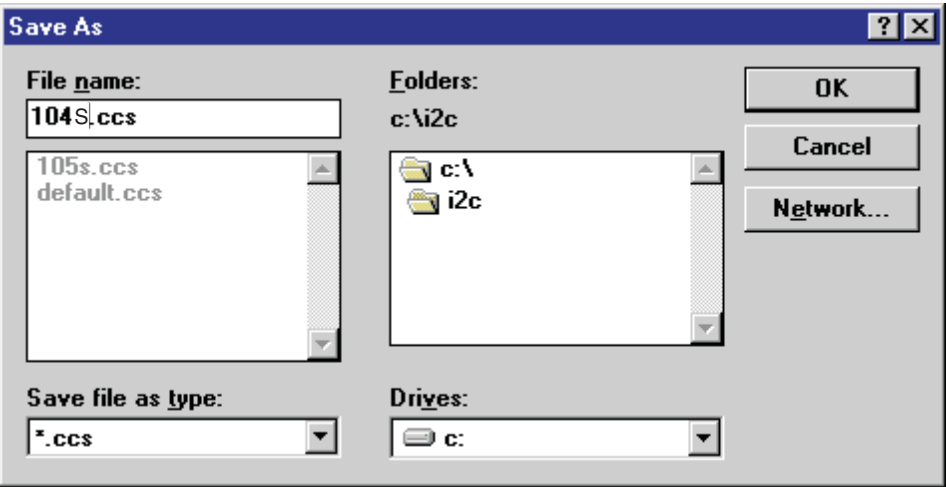 Save As
File name:
104S.ccs
105s.ccs
default.ccs
Save file as type:
*.ccs
Folders:
c:\i2c
c:\
i2c
Drives:
c:
OK
Cancel
Network...